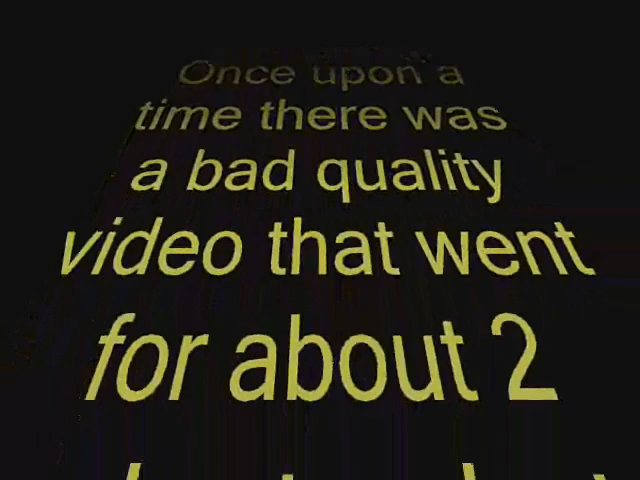 Once upon a
time there was
a bad quality
video that went
for about 2